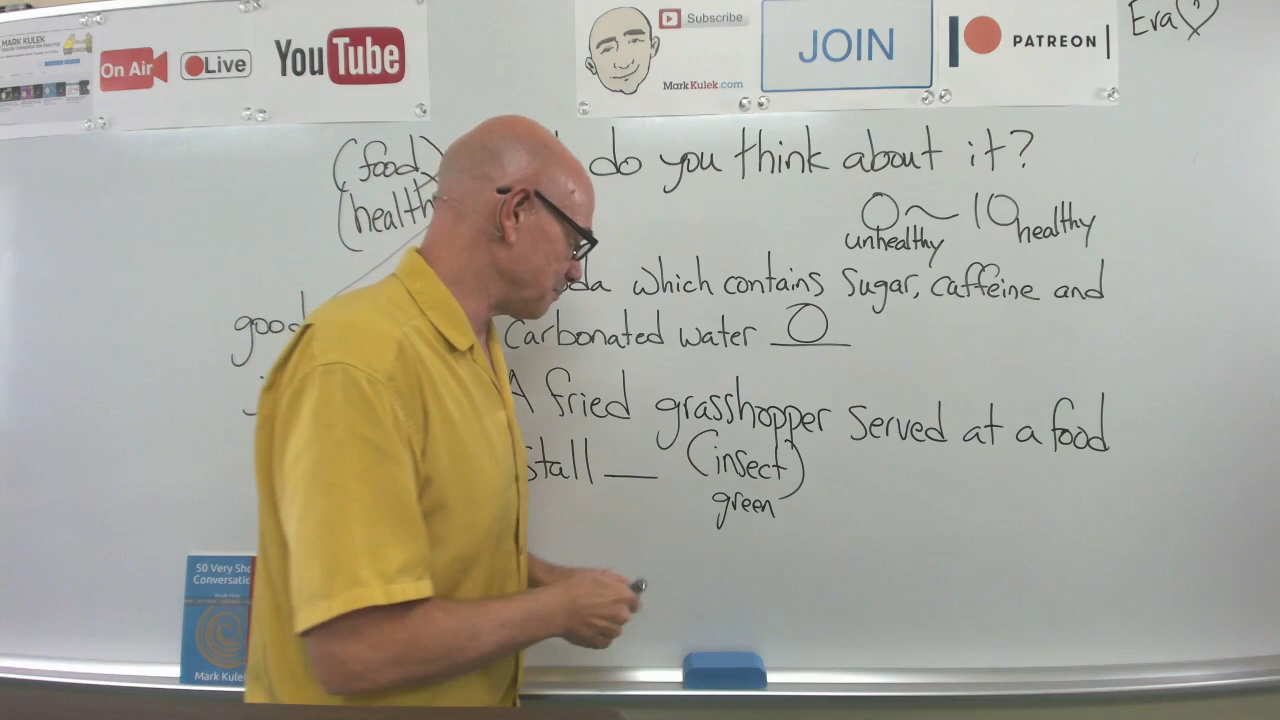 MARK KULEK
On Air
Live
YouTube
Subscribe
MarkKulek.com
JOIN
PATREON
Eva
(food) do you think about it?
(health
0~10
unhealthy healthy
which contains sugar, caffeine and
good carbonated water 0
A fried grasshopper served at a food
stall __ (insect)
green
50 Very Sho
Conversatio
Mark Kulek